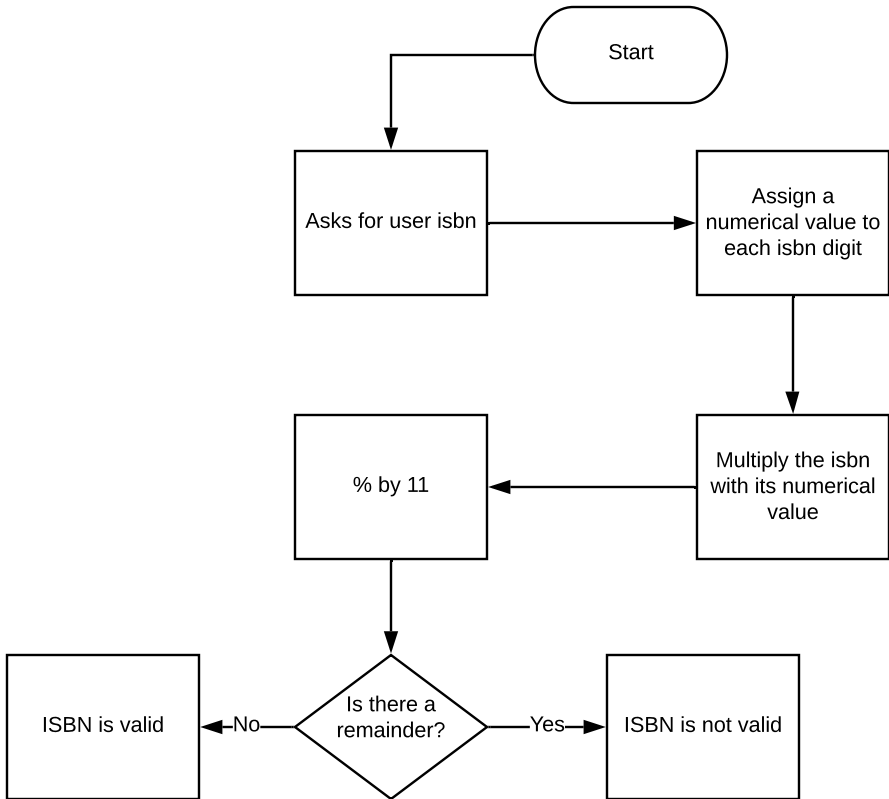 Start
Asks for user isbn
Assign a
numerical value to
each isbn digit
Multiply the isbn
with its numerical
value
% by 11
Is there a
remainder?
No
Yes
ISBN is valid
ISBN is not valid